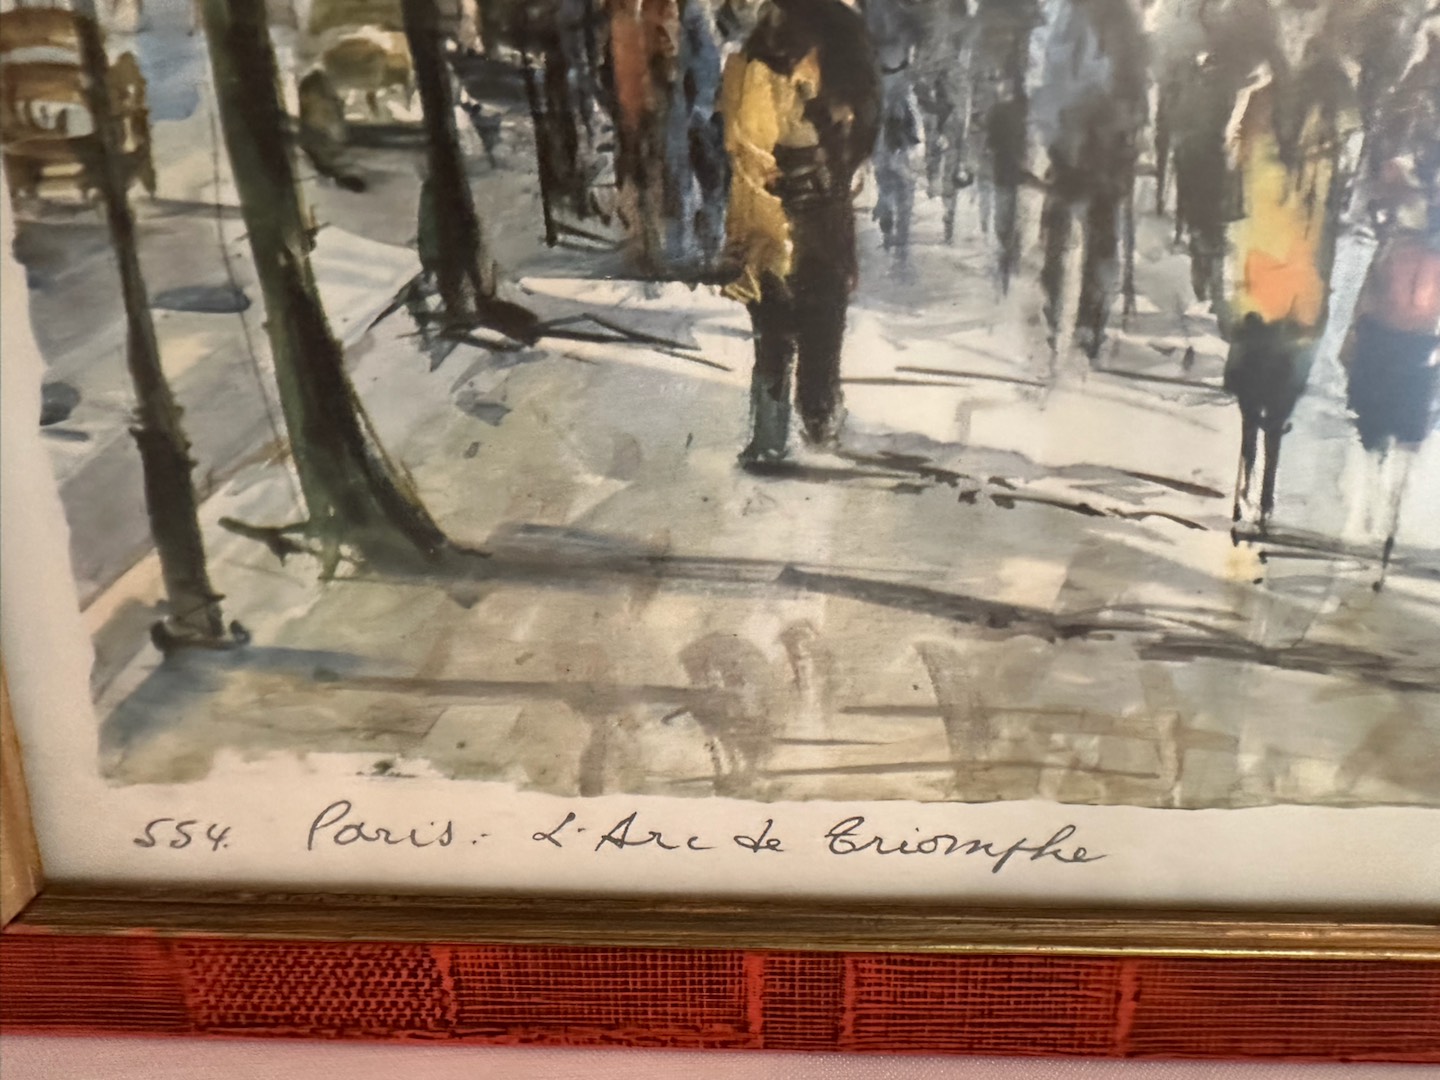 554. Paris.- L'Arc de Triomphe